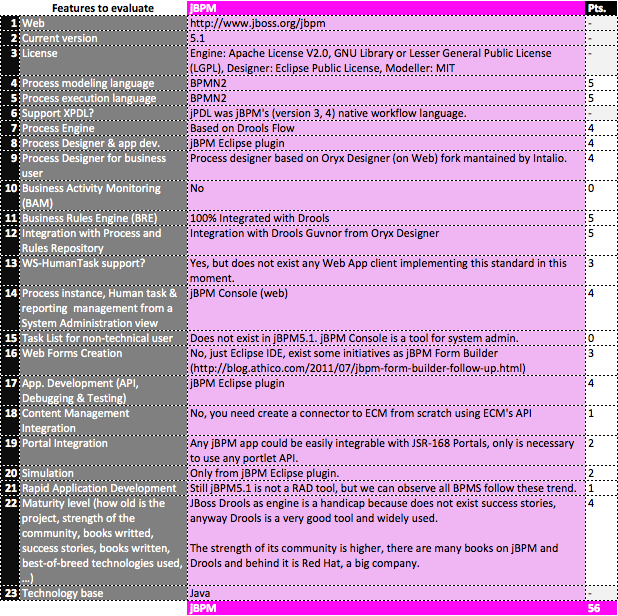 Features to evaluate jBPM Pts.
1 Web http://www.jboss.org/jbpm -
2 Current version 5.1 -
3 License Engine: Apache License V2.0, GNU Library or Lesser General Public License -
(LGPL), Designer: Eclipse Public License, Modeller: MIT
4 Process modeling language BPMN2 5
5 Process execution language BPMN2 5
6 Support XPDL? jPDL was jBPM's (version 3, 4) native workflow language. -
7 Process Engine Based on Drools Flow 4
8 Process Designer & app dev. jBPM Eclipse plugin 4
9 Process Designer for business Process designer based on Oryx Designer (on Web) fork mantained by Intalio. 4
user
10 Business Activity Monitoring No 0
(BAM)
11 Business Rules Engine (BRE) 100% Integrated with Drools 5
12 Integration with Process and Integration with Drools Guvnor from Oryx Designer 5
Rules Repository
13 WS-HumanTask support? Yes, but does not exist any Web App client implementing this standard in this 3
moment.
14 Process instance, Human task & jBPM Console (web) 4
reporting management from a
System Administration view
15 Task List for non-technical user Does not exist in jBPM5.1. jBPM Console is a tool for system admin. 0
16 Web Forms Creation No, just Eclipse IDE, exist some initiatives as jBPM Form Builder 3
(http://blog.athico.com/2011/07/jbpm-form-builder-follow-up.html)
17 App. Development (API, jBPM Eclipse plugin 4
Debugging & Testing)
18 Content Management No, you need create a connector to ECM from scratch using ECM's API 1
Integration
19 Portal Integration Any jBPM app could be easily integrable with JSR-168 Portals, only is necessary 2
to use any portlet API.
20 Simulation Only from jBPM Eclipse plugin. 2
21 Rapid Application Development Still jBPM5.1 is not a RAD tool, but we can observe all BPMS follow these trend. 1
22 Maturity level (how old is the JBoss Drools as engine is a handicap because does not exist success stories, 4
project, strength of the anyway Drools is a very good tool and widely used.
community, books writted,
success stories, books written, The strength of its community is higher, there are many books on jBPM and
best-of-breed technologies used, Drools and behind it is Red Hat, a big company.
...)
23 Technology base Java -
jBPM 56